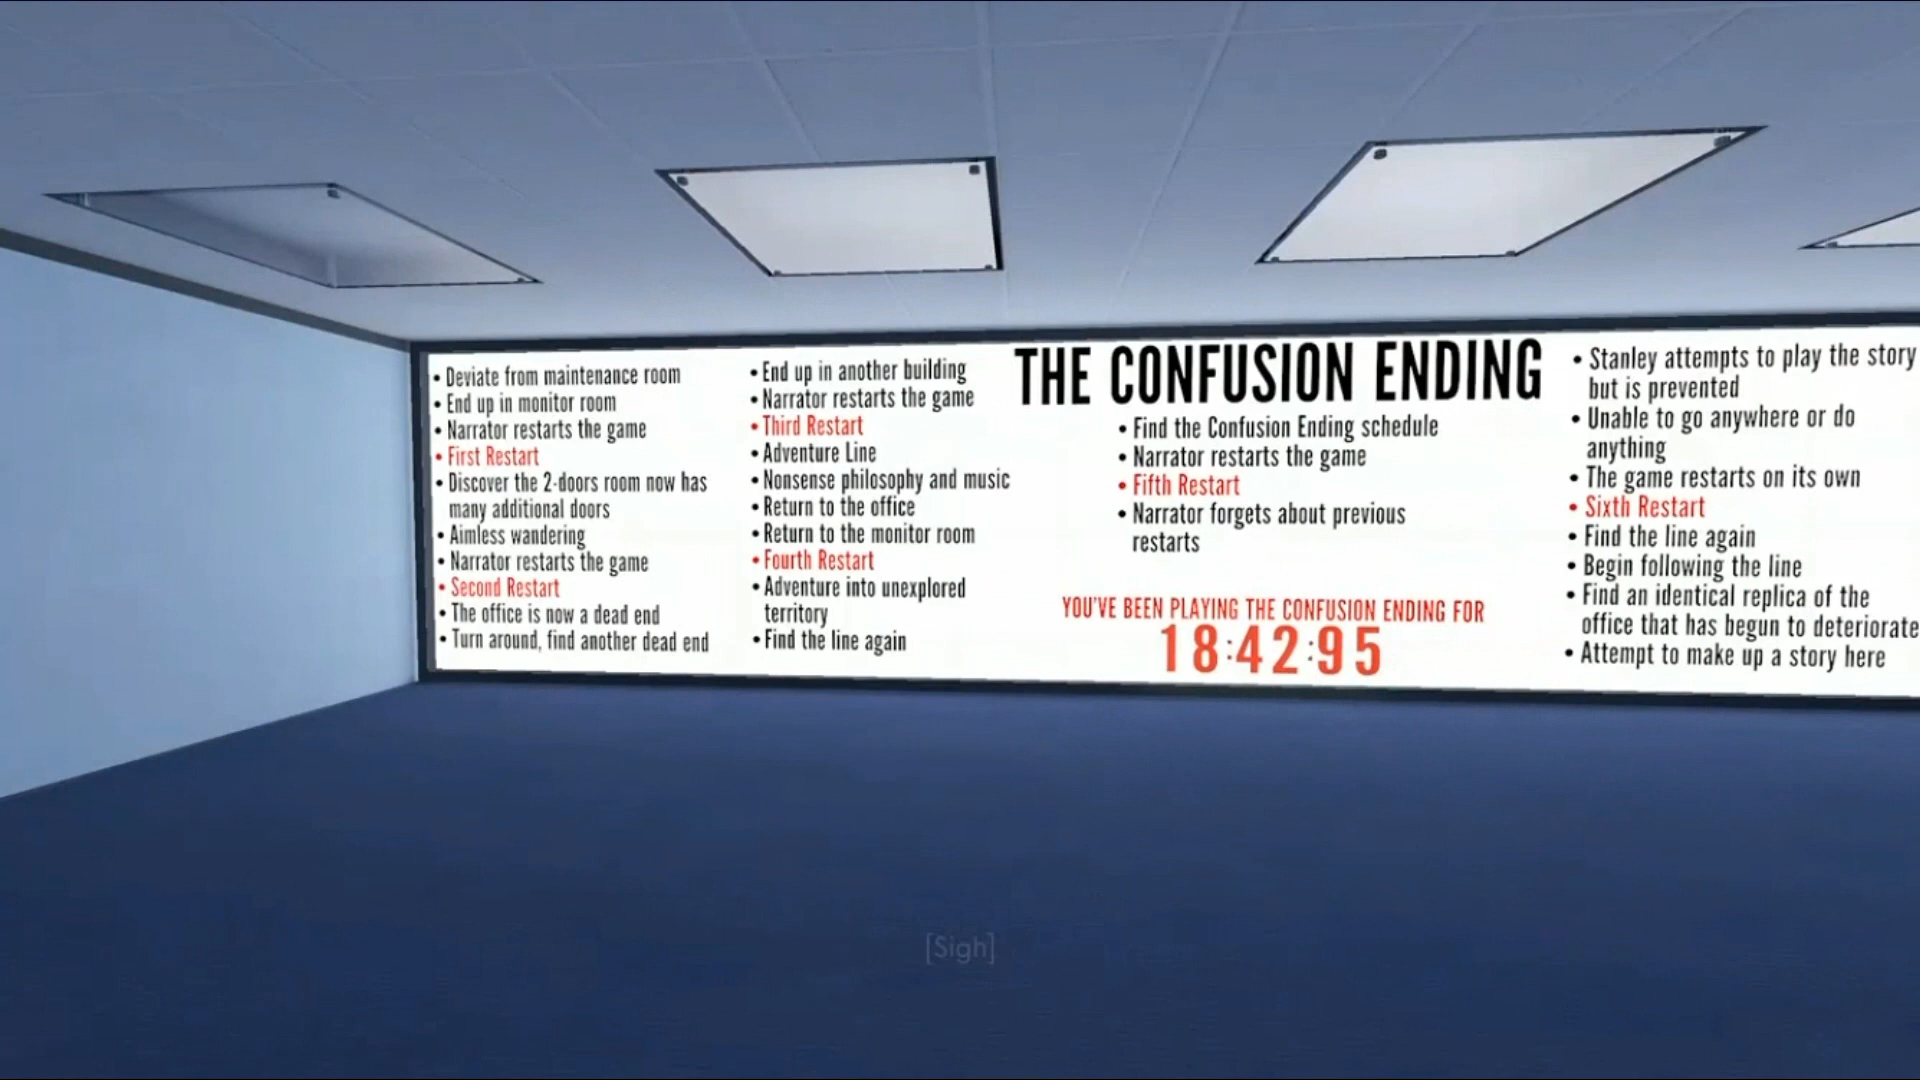 • Deviate from maintenance room
• End up in monitor room
• Narrator restarts the game
• First Restart
• Discover the 2-doors room now has
many additional doors
• Aimless wandering
• Narrator restarts the game
• Second Restart
• The office is now a dead end
• Turn around, find another dead end
• End up in another building
• Narrator restarts the game
• Third Restart
• Adventure Line
• Nonsense philosophy and music
• Return to the office
• Return to the monitor room
• Fourth Restart
• Adventure into unexplored
territory
• Find the line again
THE CONFUSION ENDING
• Find the Confusion Ending schedule
• Narrator restarts the game
• Fifth Restart
• Narrator forgets about previous
restarts
YOU'VE BEEN PLAYING THE CONFUSION ENDING FOR
18:42:95
• Stanley attempts to play the story
but is prevented
• Unable to go anywhere or do
anything
• The game restarts on its own
• Sixth Restart
• Find the line again
• Begin following the line
• Find an identical replica of the
office that has begun to deteriorate
• Attempt to make up a story here
[Sigh]